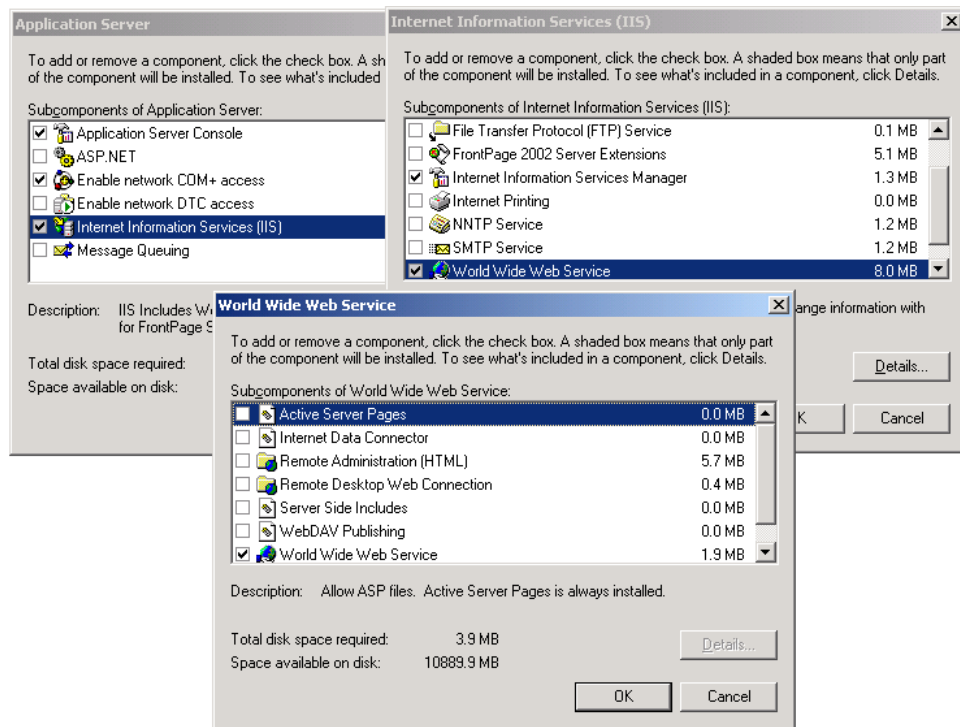 Application Server
To add or remove a component, click the check box. A sh
of the component will be installed. To see what's included
Subcomponents of Application Server:
Application Server Console
ASP.NET
Enable network COM+ access
Enable network DTC access
Internet Information Services (IIS)
Message Queuing
Description: IIS Includes W
for FrontPage S
Total disk space required:
Space available on disk:
Internet Information Services (IIS)
To add or remove a component, click the check box. A shaded box means that only part
of the component will be installed. To see what's included in a component, click Details.
Subcomponents of Internet Information Services (IIS):
File Transfer Protocol (FTP) Service 0.1 MB
FrontPage 2002 Server Extensions 5.1 MB
Internet Information Services Manager 1.3 MB
Internet Printing 0.0 MB
NNTP Service 1.2 MB
SMTP Service 1.2 MB
World Wide Web Service 8.0 MB
ange information with
Details...
K Cancel
World Wide Web Service
To add or remove a component, click the check box. A shaded box means that only part
of the component will be installed. To see what's included in a component, click Details.
Subcomponents of World Wide Web Service:
Active Server Pages 0.0 MB
Internet Data Connector 0.0 MB
Remote Administration (HTML) 5.7 MB
Remote Desktop Web Connection 0.4 MB
Server Side Includes 0.0 MB
WebDAV Publishing 0.0 MB
World Wide Web Service 1.9 MB
Description: Allow ASP files. Active Server Pages is always installed.
Total disk space required: 3.9 MB
Space available on disk: 10889.9 MB
Details...
OK Cancel